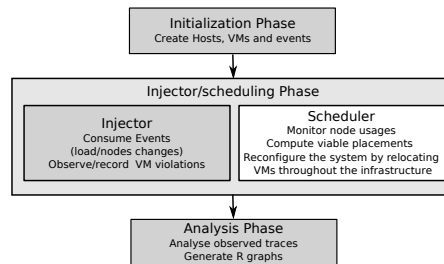 Initialization Phase
Create Hosts, VMs and events
Injector/scheduling Phase
Injector
Consume Events
(load/nodes changes)
Observe/record VM violations
Scheduler
Monitor node usages
Compute viable placements
Reconfigure the system by relocating
VMs throughout the infrastructure
Analysis Phase
Analyse observed traces
Generate R graphs